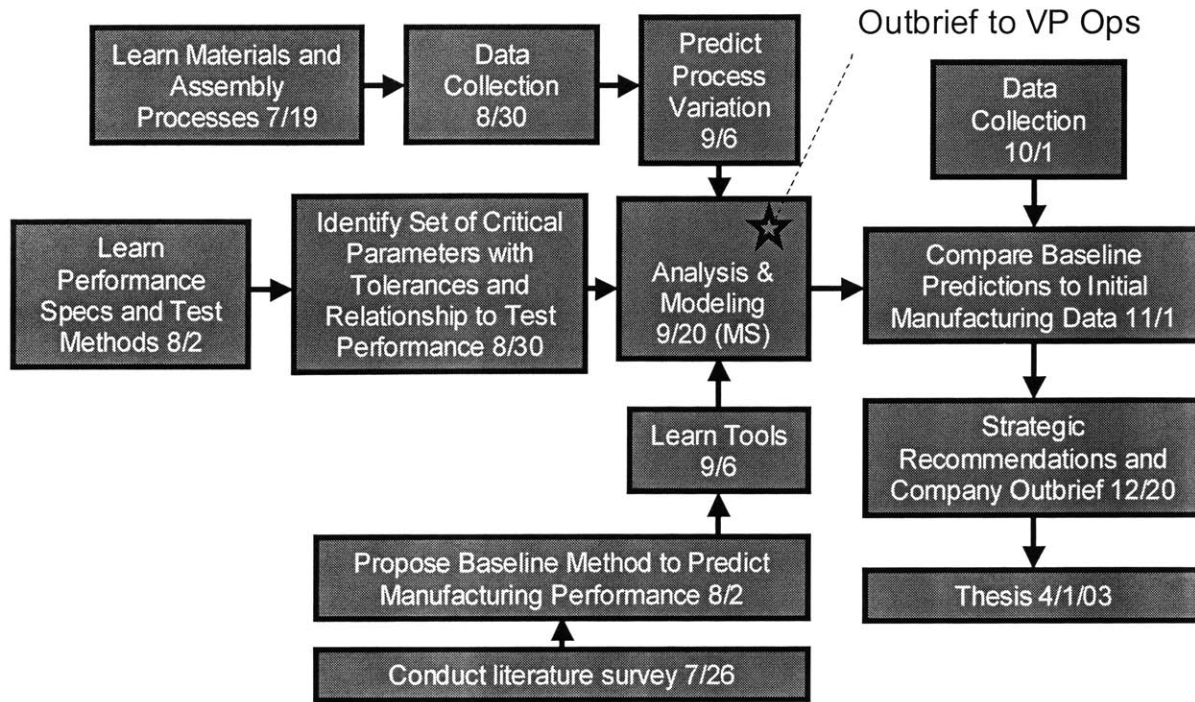 Outbrief to VP Ops
Learn Materials and
Assembly
Processes 7/19
Data
Collection
8/30
Predict
Process
Variation
9/6
Data
Collection
10/1
Learn
Performance
Specs and Test
Methods 8/2
Identify Set of Critical
Parameters with
Tolerances and
Relationship to Test
Performance 8/30
Analysis &
Modeling
9/20 (MS)
Compare Baseline
Predictions to Initial
Manufacturing Data 11/1
Learn Tools
9/6
Strategic
Recommendations and
Company Outbrief 12/20
Propose Baseline Method to Predict
Manufacturing Performance 8/2
Thesis 4/1/03
Conduct literature survey 7/26